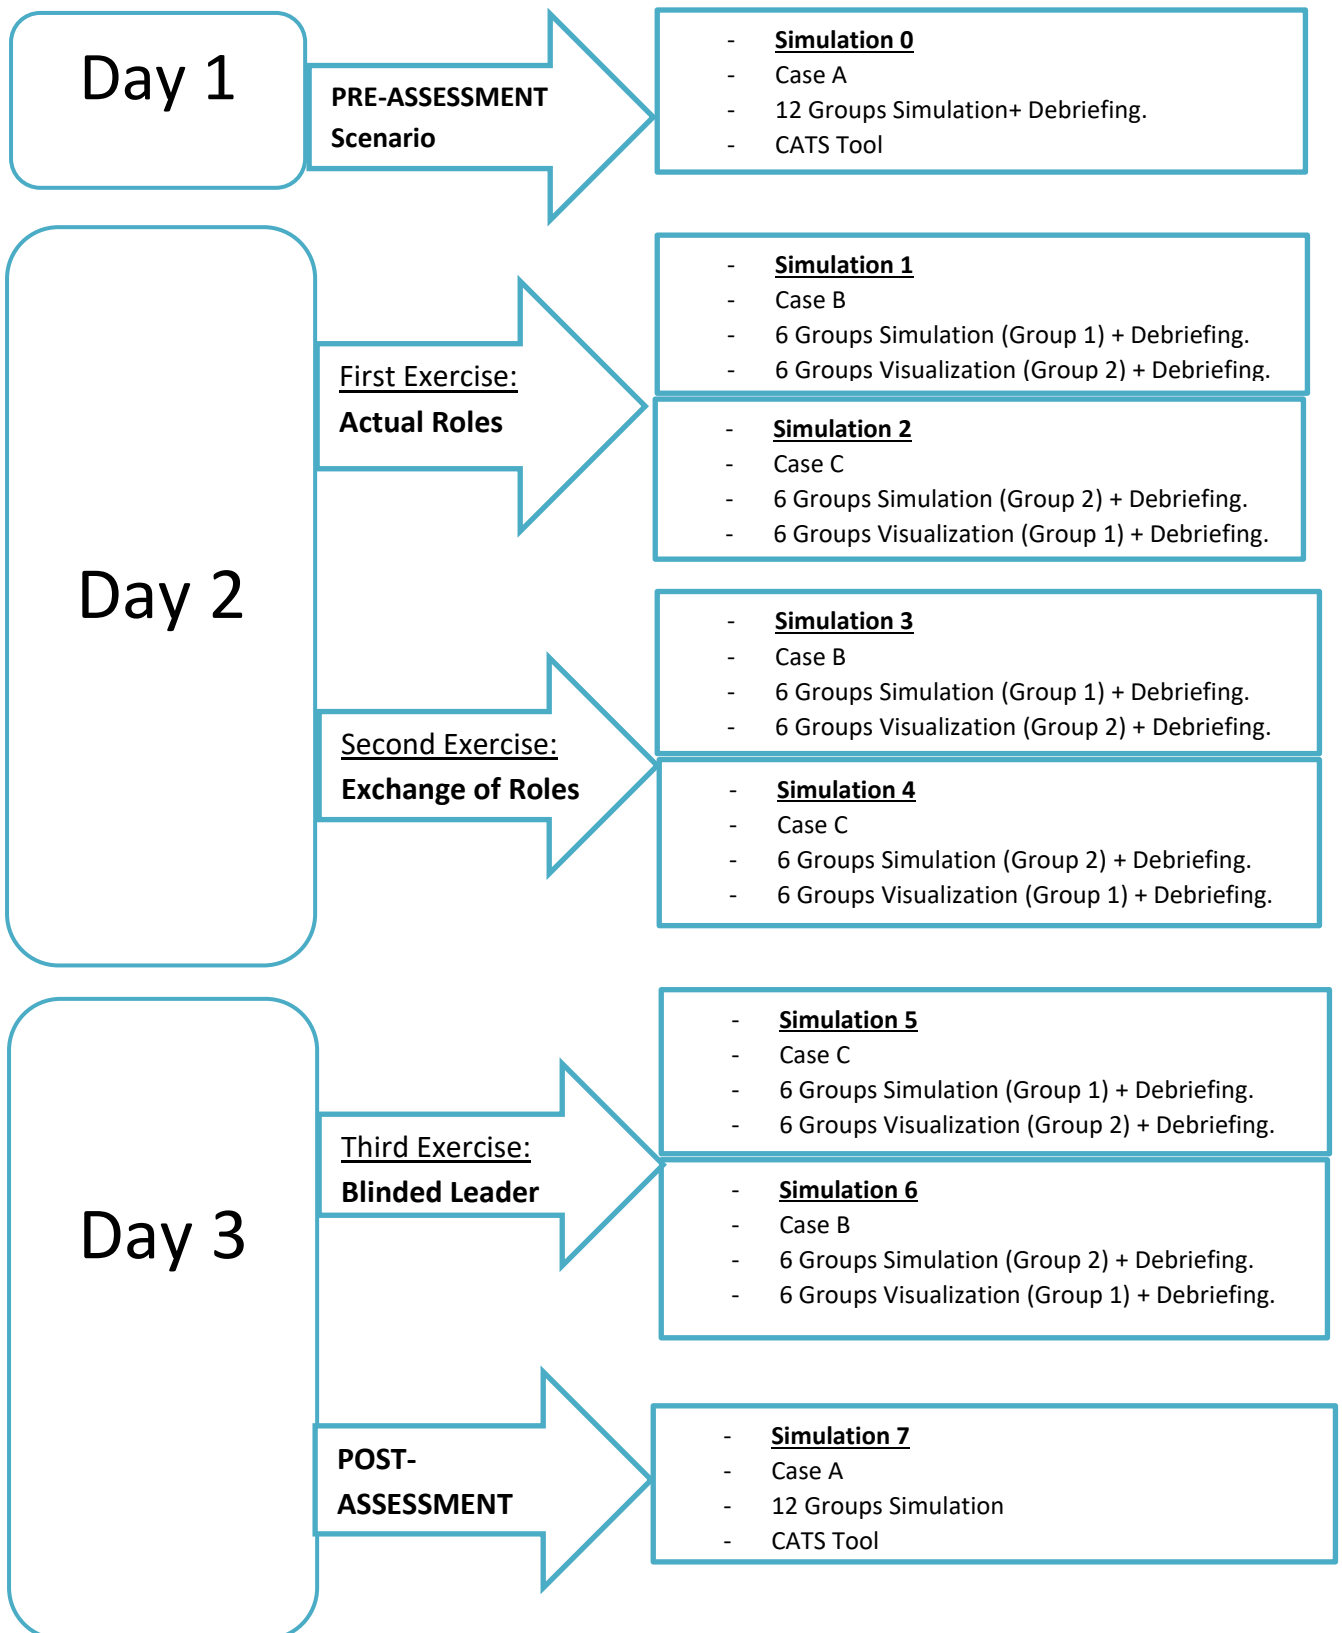 Day 1
PRE-ASSESSMENT
Scenario
- Simulation 0
- Case A
- 12 Groups Simulation+ Debriefing.
- CATS Tool
Day 2
First Exercise:
Actual Roles
- Simulation 1
- Case B
- 6 Groups Simulation (Group 1) + Debriefing.
- 6 Groups Visualization (Group 2) + Debriefing.
- Simulation 2
- Case C
- 6 Groups Simulation (Group 2) + Debriefing.
- 6 Groups Visualization (Group 1) + Debriefing.
Second Exercise:
Exchange of Roles
- Simulation 3
- Case B
- 6 Groups Simulation (Group 1) + Debriefing.
- 6 Groups Visualization (Group 2) + Debriefing.
- Simulation 4
- Case C
- 6 Groups Simulation (Group 2) + Debriefing.
- 6 Groups Visualization (Group 1) + Debriefing.
Day 3
Third Exercise:
Blinded Leader
- Simulation 5
- Case C
- 6 Groups Simulation (Group 1) + Debriefing.
- 6 Groups Visualization (Group 2) + Debriefing.
- Simulation 6
- Case B
- 6 Groups Simulation (Group 2) + Debriefing.
- 6 Groups Visualization (Group 1) + Debriefing.
POST-
ASSESSMENT
- Simulation 7
- Case A
- 12 Groups Simulation
- CATS Tool